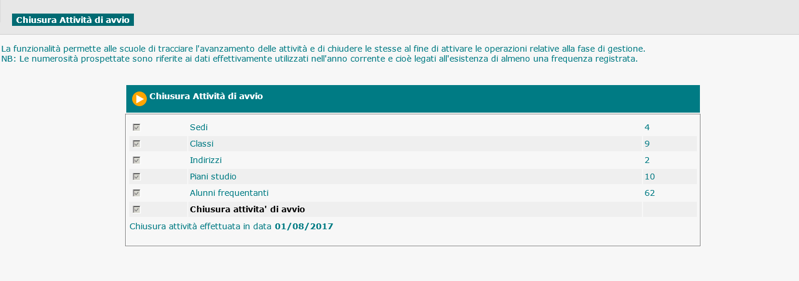 Chiusura Attività di avvio
La funzionalità permette alle scuole di tracciare l'avanzamento delle attività e di chiudere le stesse al fine di attivare le operazioni relative alla fase di gestione.
NB: Le numerosità prospettate sono riferite ai dati effettivamente utilizzati nell'anno corrente e cioè legati all'esistenza di almeno una frequenza registrata.
Chiusura Attività di avvio
Sedi 4
Classi 9
Indirizzi 2
Piani studio 10
Alunni frequentanti 62
Chiusura attivita' di avvio
Chiusura attività effettuata in data 01/08/2017